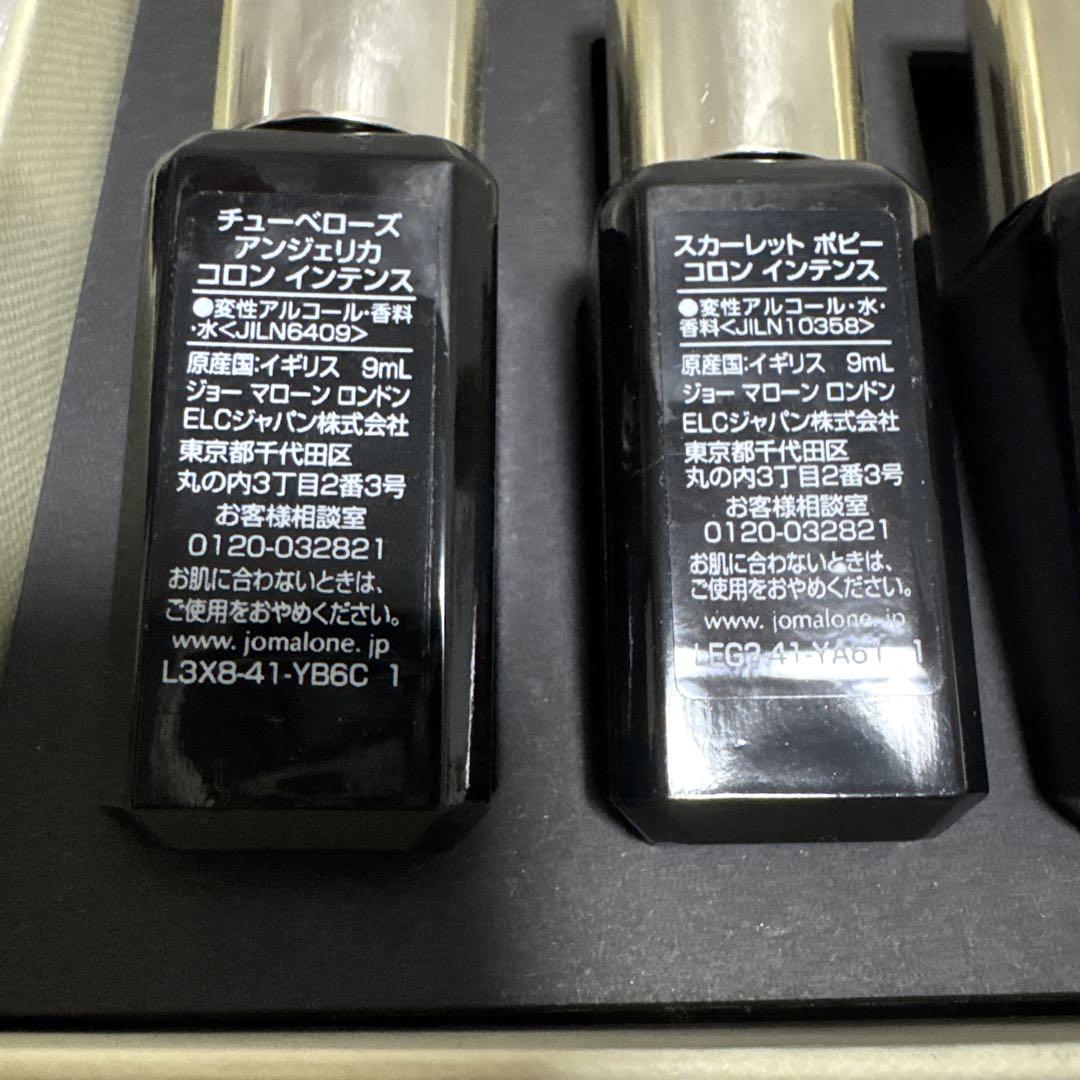 チューベローズ
アンジェリカ
コロン インテンス
●変性アルコール・香料
・水<JILN6409>
原産国:イギリス 9mL
ジョー マローン ロンドン
ELCジャパン株式会社
東京都千代田区
丸の内3丁目2番3号
お客様相談室
0120-032821
お肌に合わないときは、
ご使用をおやめください。
www. jomalone. jp
L3X8-41-YB6C 1
スカーレット ポピー
コロン インテンス
●変性アルコール・水・
香料<JILN10358>
原産国:イギリス 9mL
ジョー マローン ロンドン
ELCジャパン株式会社
東京都千代田区
丸の内3丁目2番3号
お客様相談室
0120-032821
お肌に合わないときは、
ご使用をおやめください。
www. jomalone. jp
1